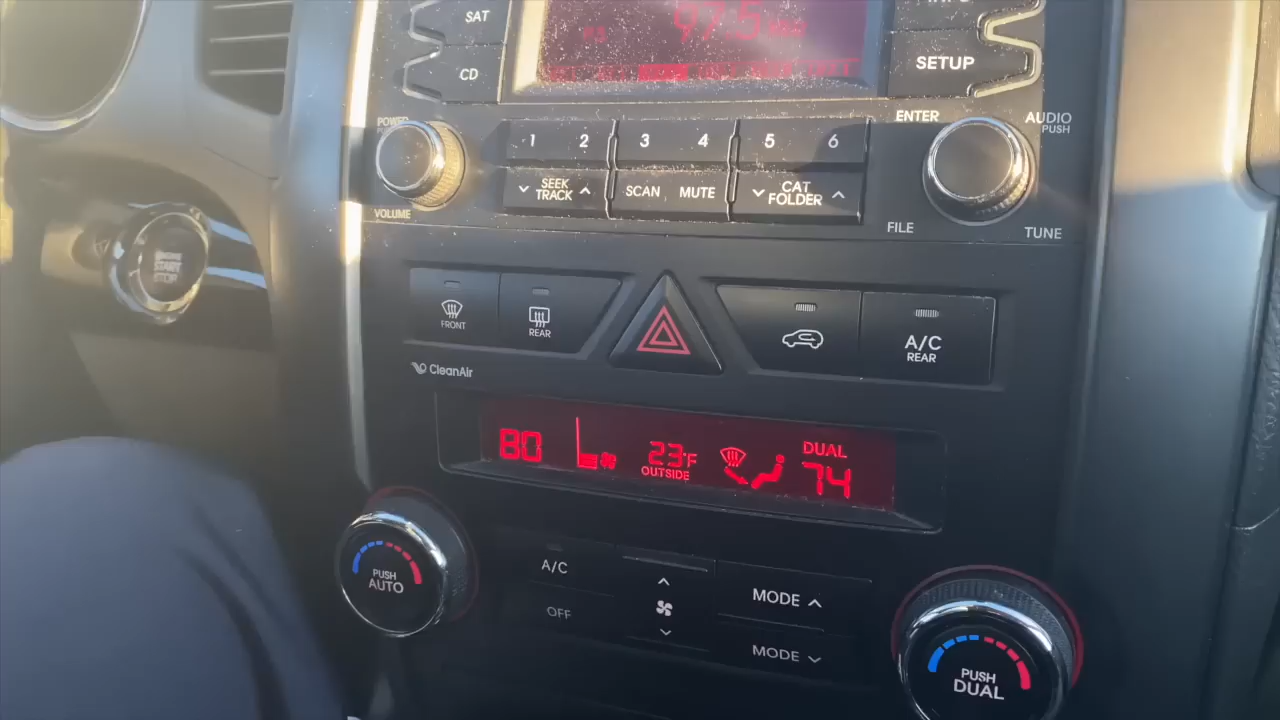 SAT
CD
97.5
SETUP
POWER
ENTER
AUDIO
PUSH
1 2 3 4 5 6
SEEK
TRACK
SCAN
MUTE
CAT
FOLDER
VOLUME
FILE
TUNE
START
STOP
FRONT
REAR
A/C
REAR
CleanAir
80
23°F
OUTSIDE
DUAL
74
PUSH
AUTO
A/C
OFF
MODE
MODE
PUSH
DUAL